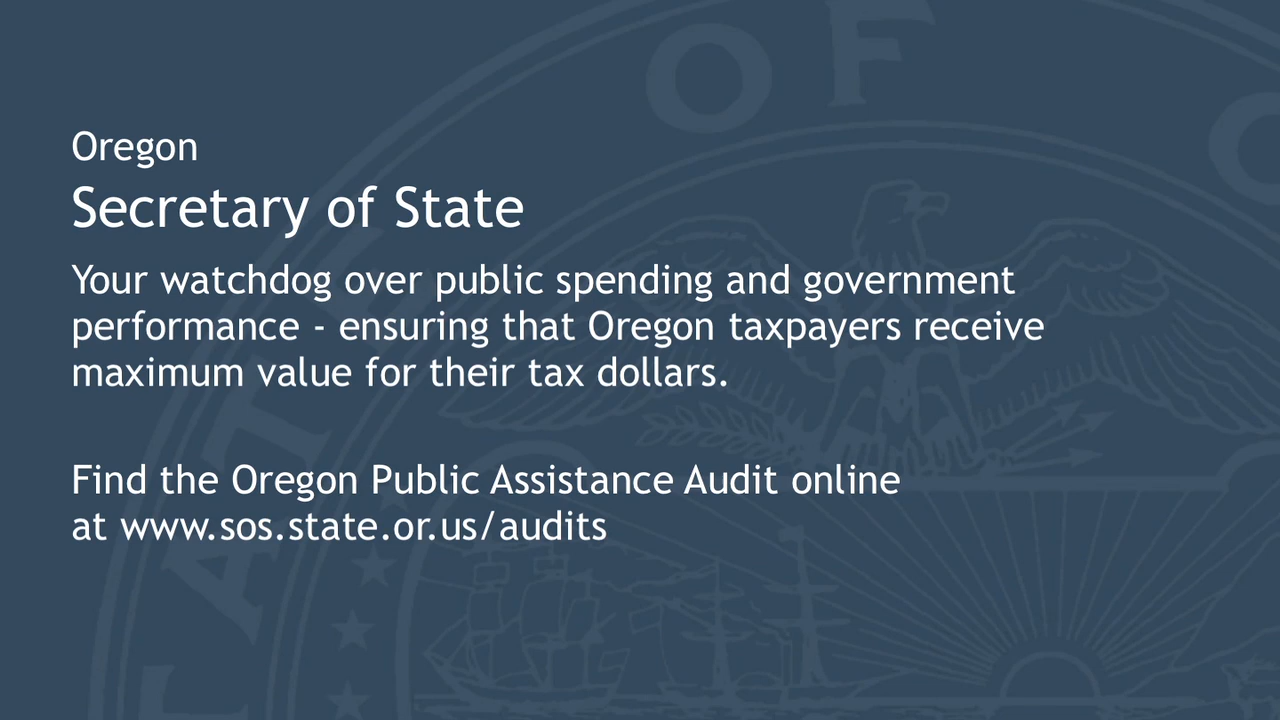 Oregon
Secretary of State
Your watchdog over public spending and government
performance - ensuring that Oregon taxpayers receive
maximum value for their tax dollars.
Find the Oregon Public Assistance Audit online
at www.sos.state.or.us/audits
OF